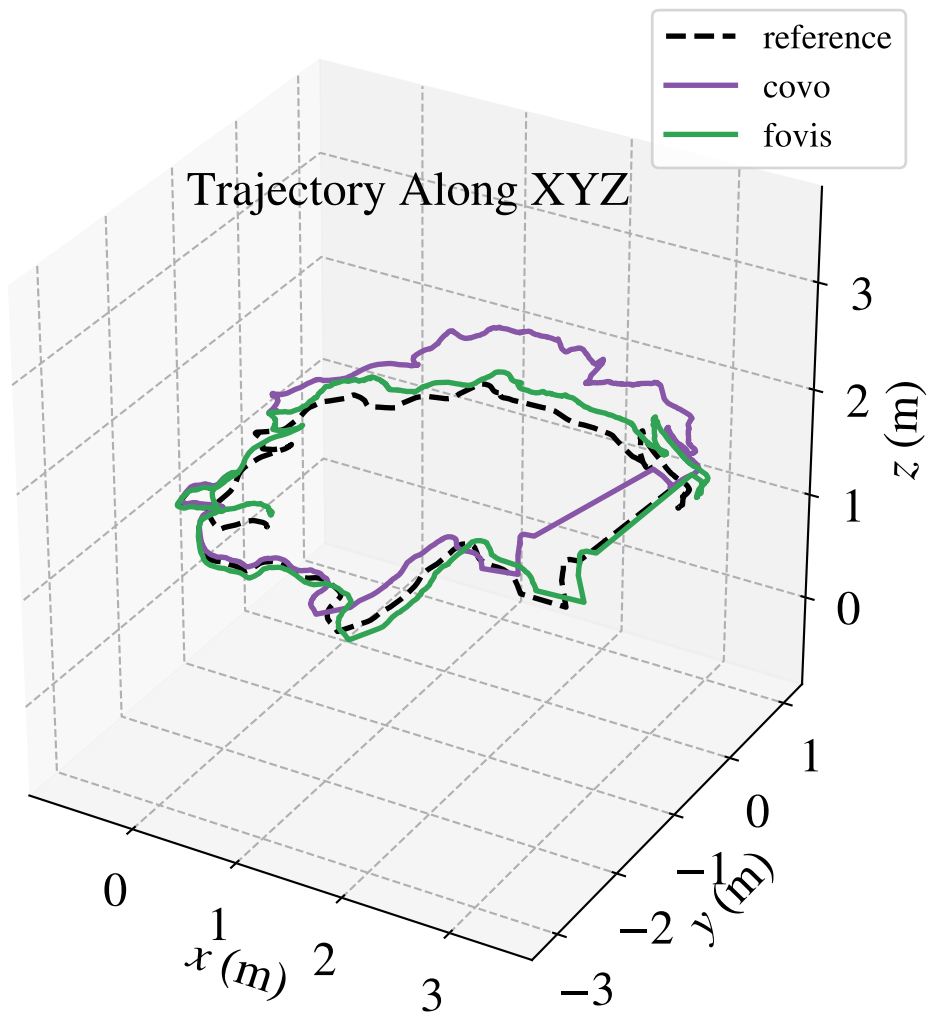 reference
covo
fovis
Trajectory Along XYZ
3
2
1
0
z (m)
1
0
−1
−2
−3
y (m)
0
1
2
3
x (m)